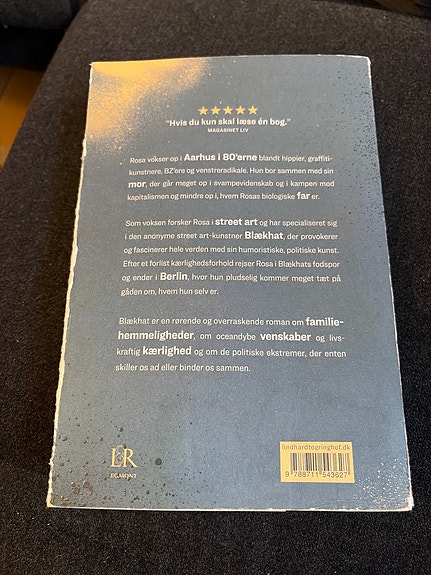 ★★★★★
"Hvis du kun skal læse én bog."
MAGASINET LIV
Rosa vokser op i Aarhus i 80'erne blandt hippier, graffiti-
kunstnere, BZ'ere og venstreradikale. Hun bor sammen med sin
mor, der går meget op i svampevidenskab og i kampen mod
kapitalismen og mindre op i, hvem Rosas biologiske far er.
Som voksen forsker Rosa i street art og har specialiseret sig
i den anonyme street art-kunstner Blækhat, der provokerer
og fascinerer hele verden med sin humoristiske, politiske kunst.
Efter et forlist kærlighedsforhold rejser Rosa i Blækhats fodspor
og ender i Berlin, hvor hun pludselig kommer meget tæt på
gåden om, hvem hun selv er.
Blækhat er en rørende og overraskende roman om familie-
hemmeligheder, om oceandybe venskaber og livs-
kraftig kærlighed og om de politiske ekstremer, der enten
skiller os ad eller binder os sammen.
L&R
EGMONT
lindhardtogringhof.dk
9 788711 543627